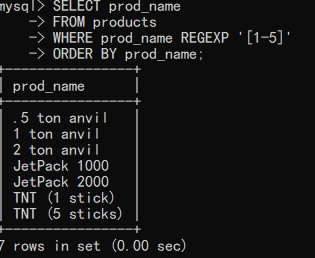 mysql> SELECT prod_name
-> FROM products
-> WHERE prod_name REGEXP '[1-5]'
-> ORDER BY prod_name;
+---------------+
| prod_name |
+---------------+
| .5 ton anvil |
| 1 ton anvil |
| 2 ton anvil |
| JetPack 1000 |
| JetPack 2000 |
| TNT (1 stick) |
| TNT (5 sticks) |
+---------------+
7 rows in set (0.00 sec)